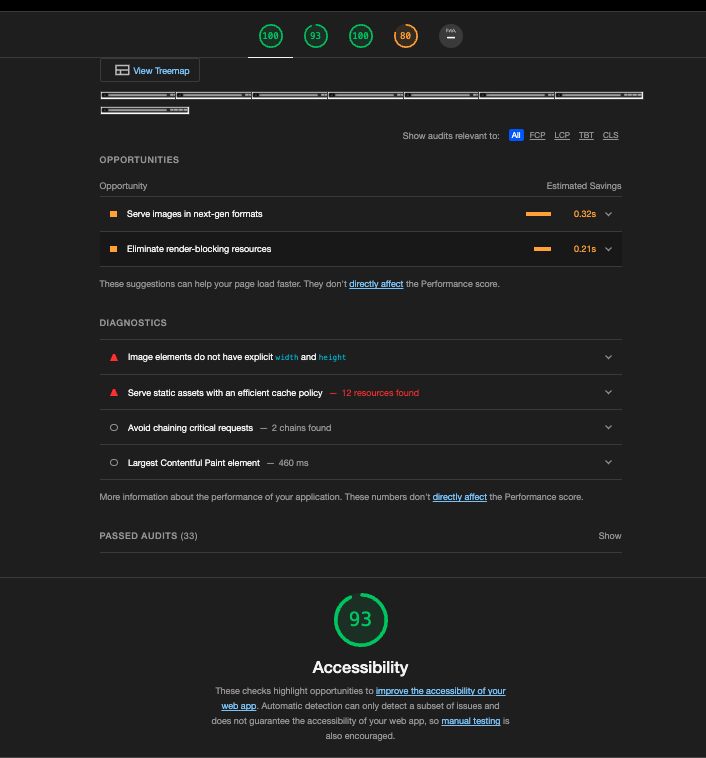 100 93 100 80 PWA
View Treemap
Show audits relevant to: All FCP LCP TBT CLS
OPPORTUNITIES
Opportunity Estimated Savings
Serve images in next-gen formats 0.32s
Eliminate render-blocking resources 0.21s
These suggestions can help your page load faster. They don't directly affect the Performance score.
DIAGNOSTICS
Image elements do not have explicit width and height
Serve static assets with an efficient cache policy — 12 resources found
Avoid chaining critical requests — 2 chains found
Largest Contentful Paint element — 460 ms
More information about the performance of your application. These numbers don't directly affect the Performance score.
PASSED AUDITS (33) Show
93
Accessibility
These checks highlight opportunities to improve the accessibility of your
web app. Automatic detection can only detect a subset of issues and
does not guarantee the accessibility of your web app, so manual testing is
also encouraged.